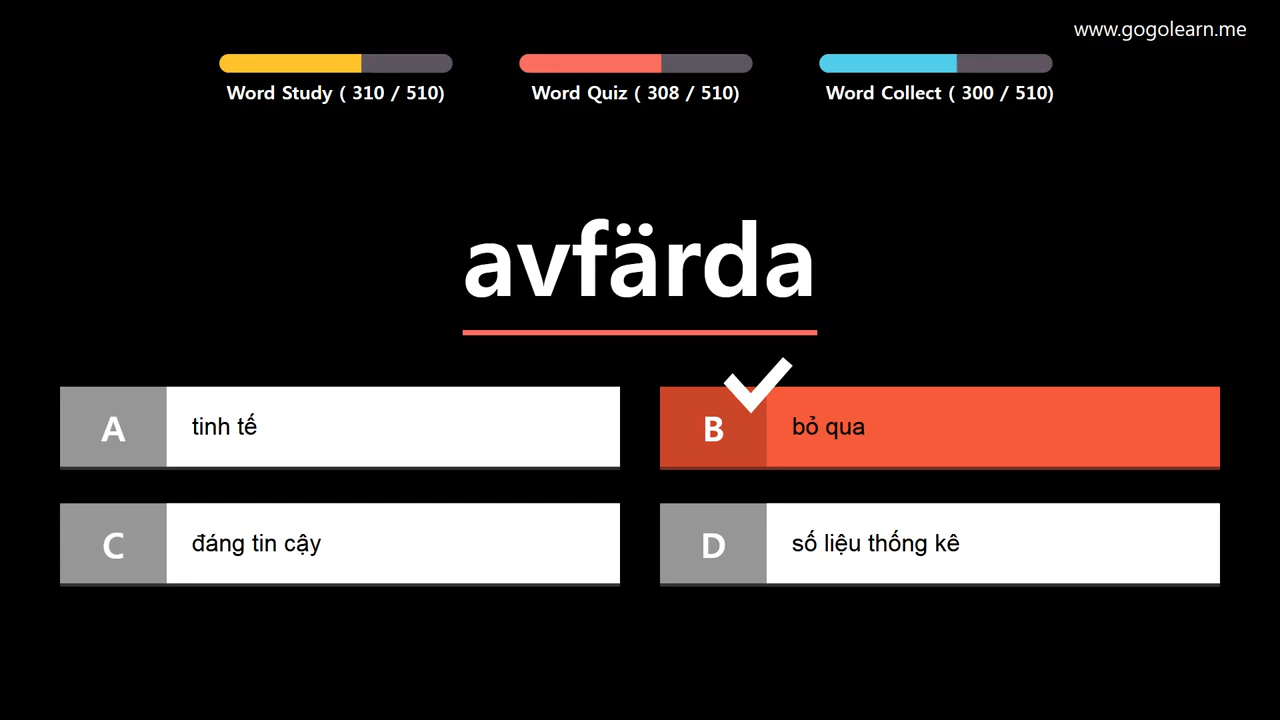 www.gogolearn.me
Word Study ( 310 / 510)
Word Quiz ( 308 / 510)
Word Collect ( 300 / 510)
avfärda
A tinh tế
B bỏ qua
C đáng tin cậy
D số liệu thống kê